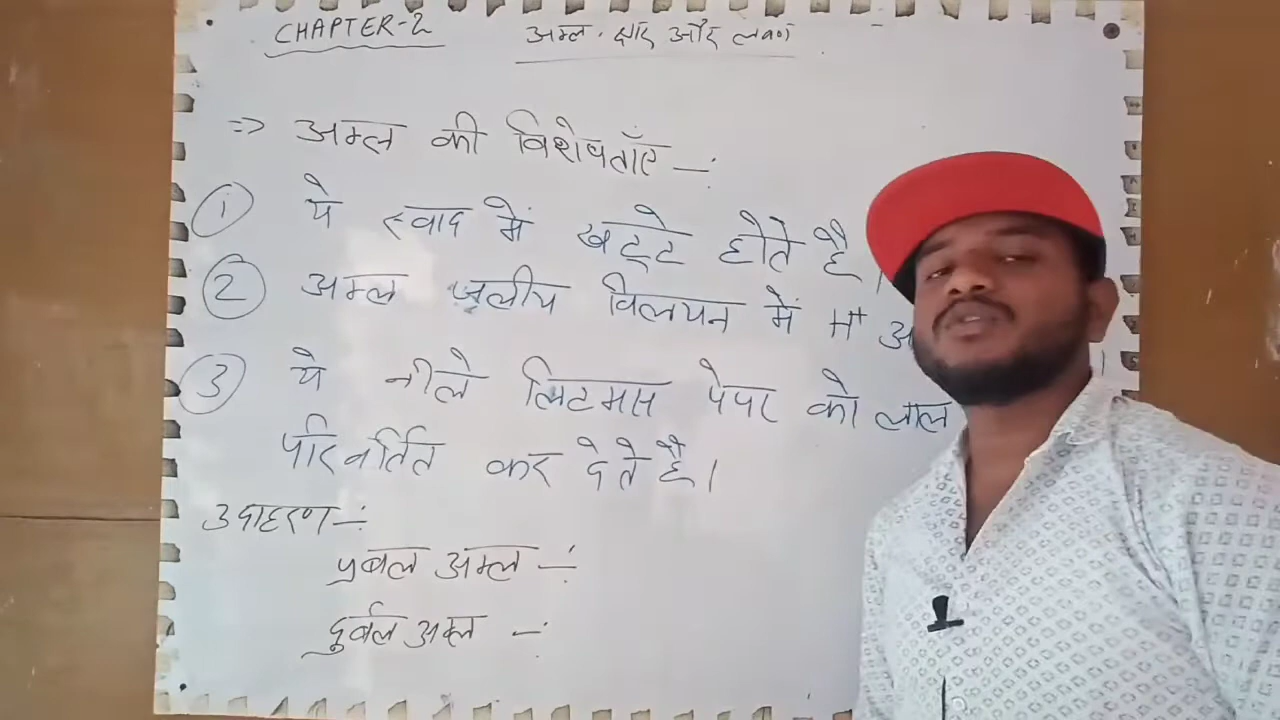 CHAPTER-2 अम्ल, क्षार और लवण
=> अम्ल की विशेषताएँ -:
① ये स्वाद में खट्टे होते है।
② अम्ल जलीय विलयन में H⁺
③ ये नीले लिटमस पेपर को लाल
परिवर्तित कर देते है।
उदाहरण -:
प्रबल अम्ल -:
दुर्बल अम्ल -: